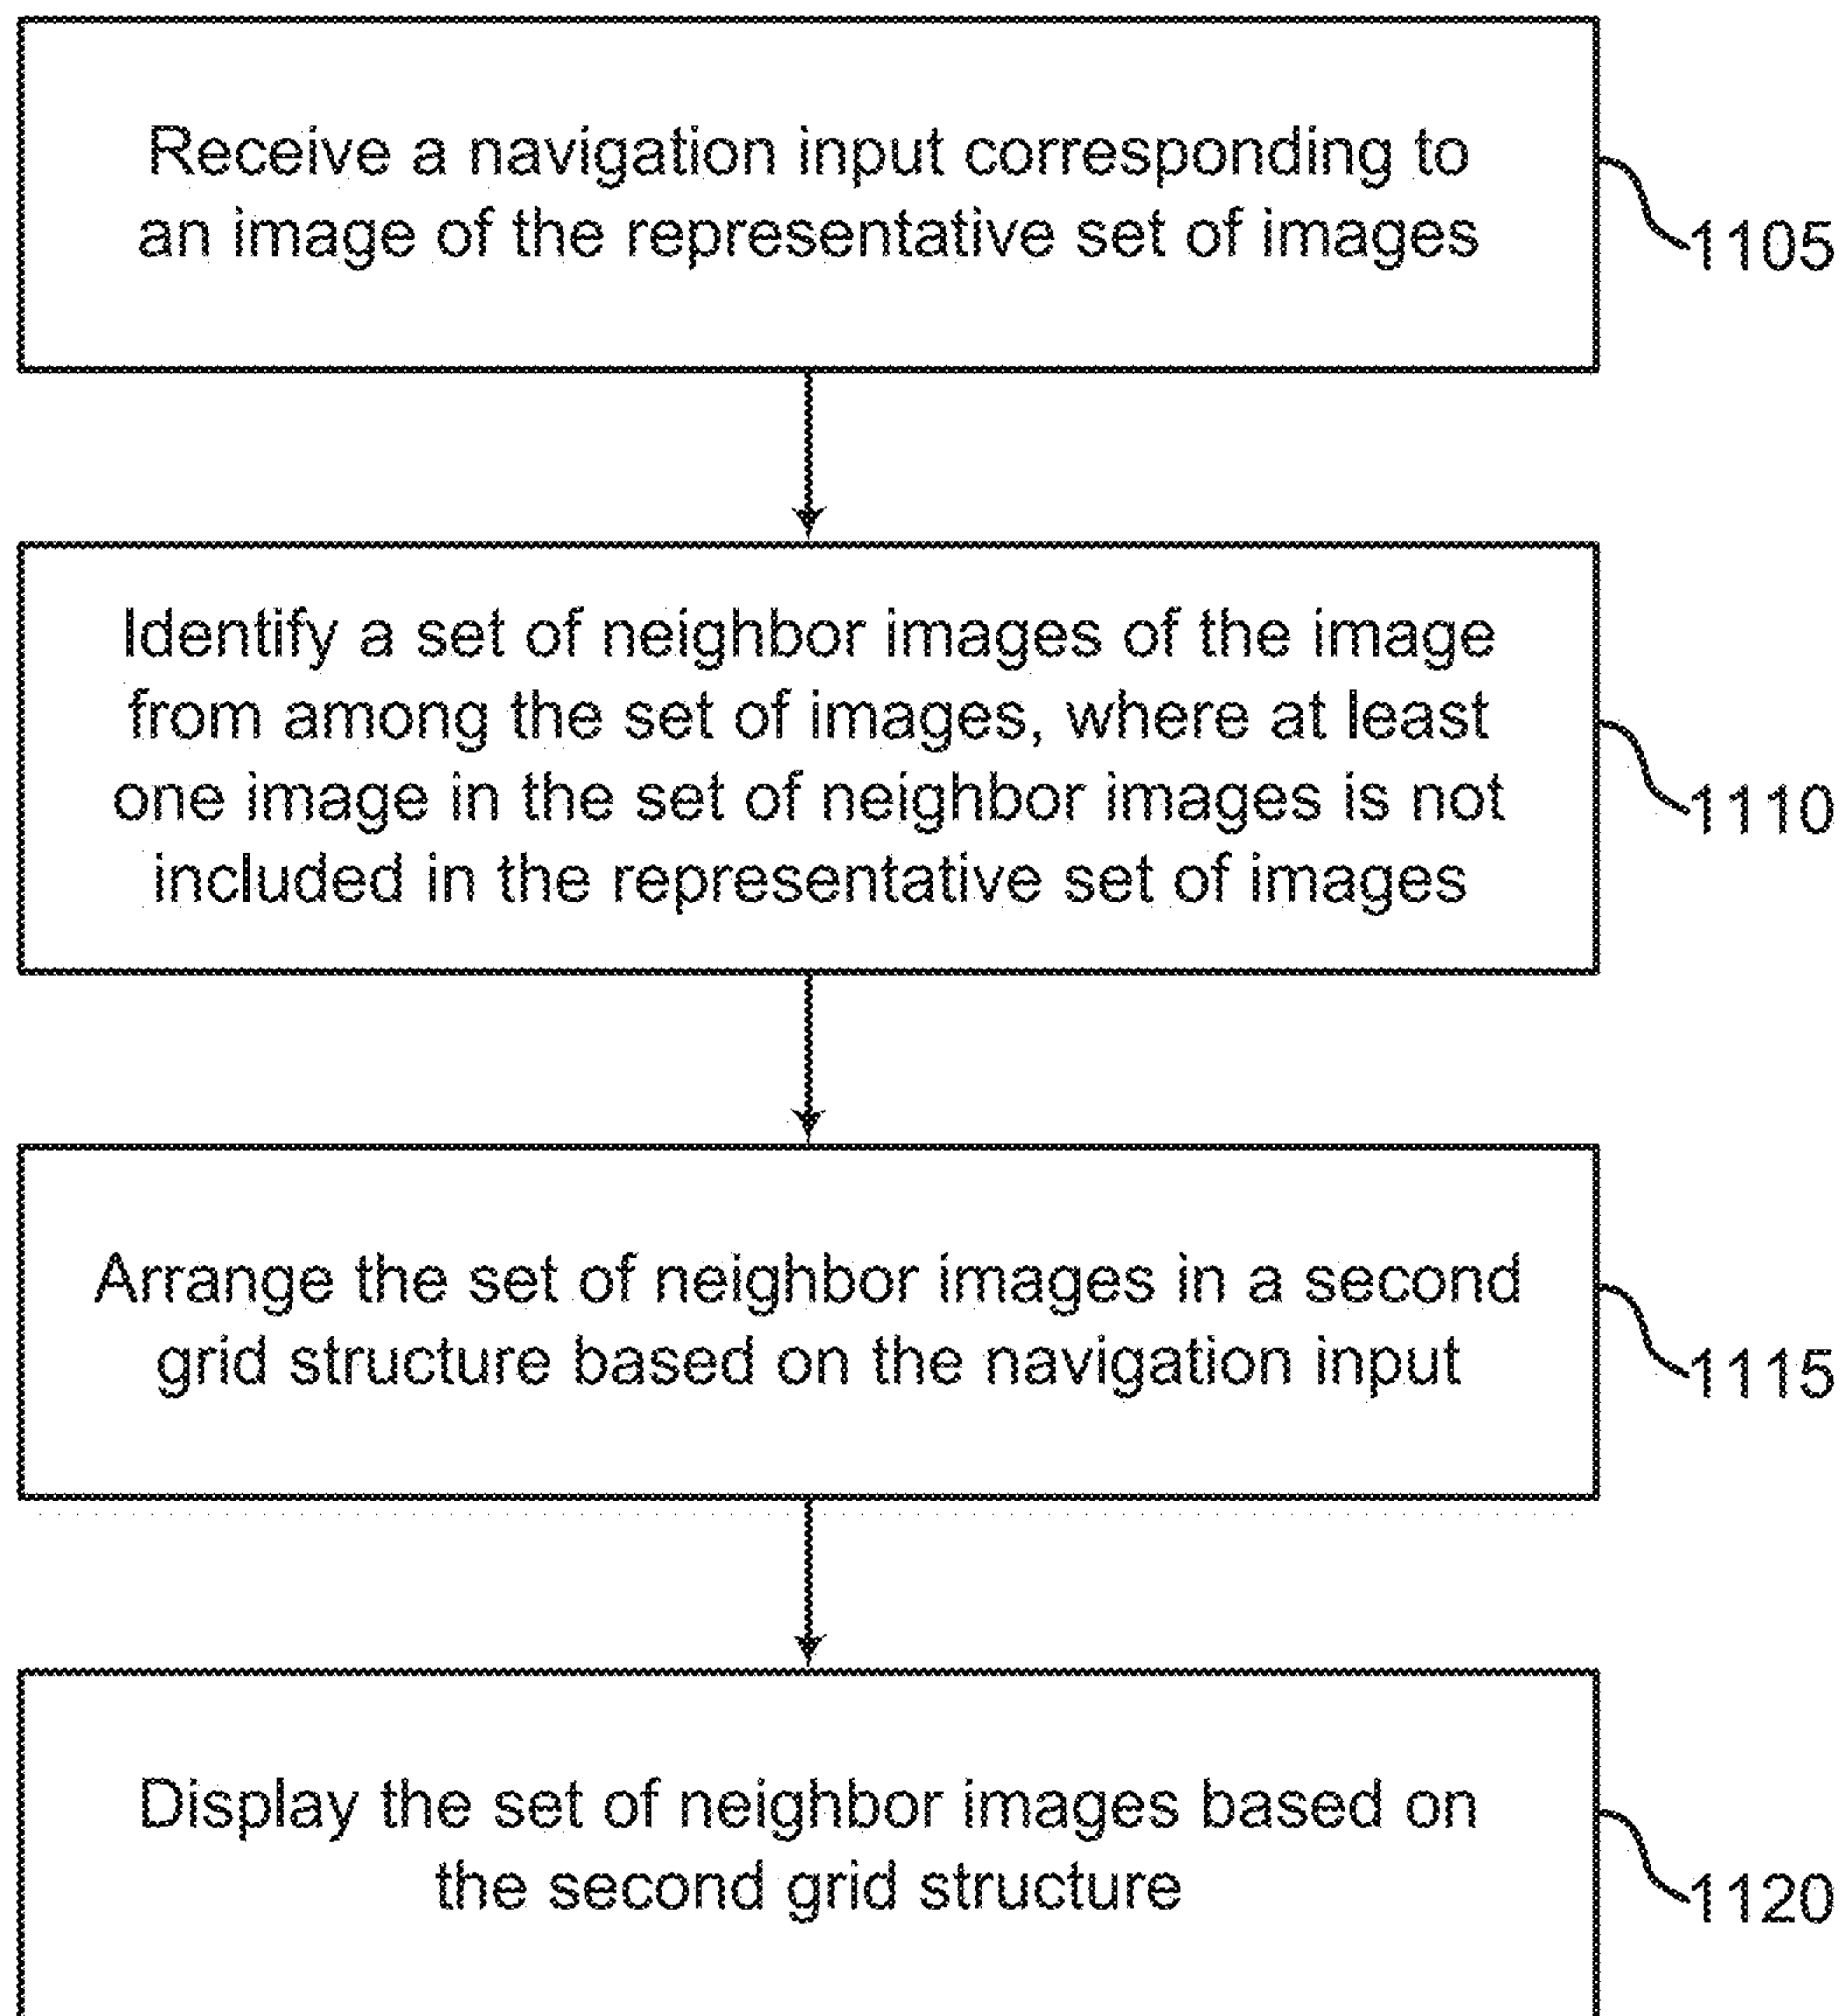 Receive a navigation input corresponding to
an image of the representative set of images
1105
Identify a set of neighbor images of the image
from among the set of images, where at least
one image in the set of neighbor images is not
included in the representative set of images
1110
Arrange the set of neighbor images in a second
grid structure based on the navigation input
1115
Display the set of neighbor images based on
the second grid structure
1120